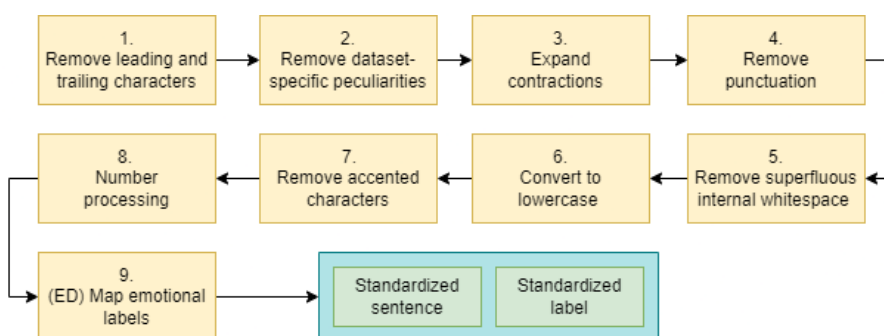 1.
Remove leading and
trailing characters
2.
Remove dataset-
specific peculiarities
3.
Expand
contractions
4.
Remove
punctuation
5.
Remove superfluous
internal whitespace
6.
Convert to
lowercase
7.
Remove accented
characters
8.
Number
processing
9.
(ED) Map emotional
labels
Standardized
sentence
Standardized
label